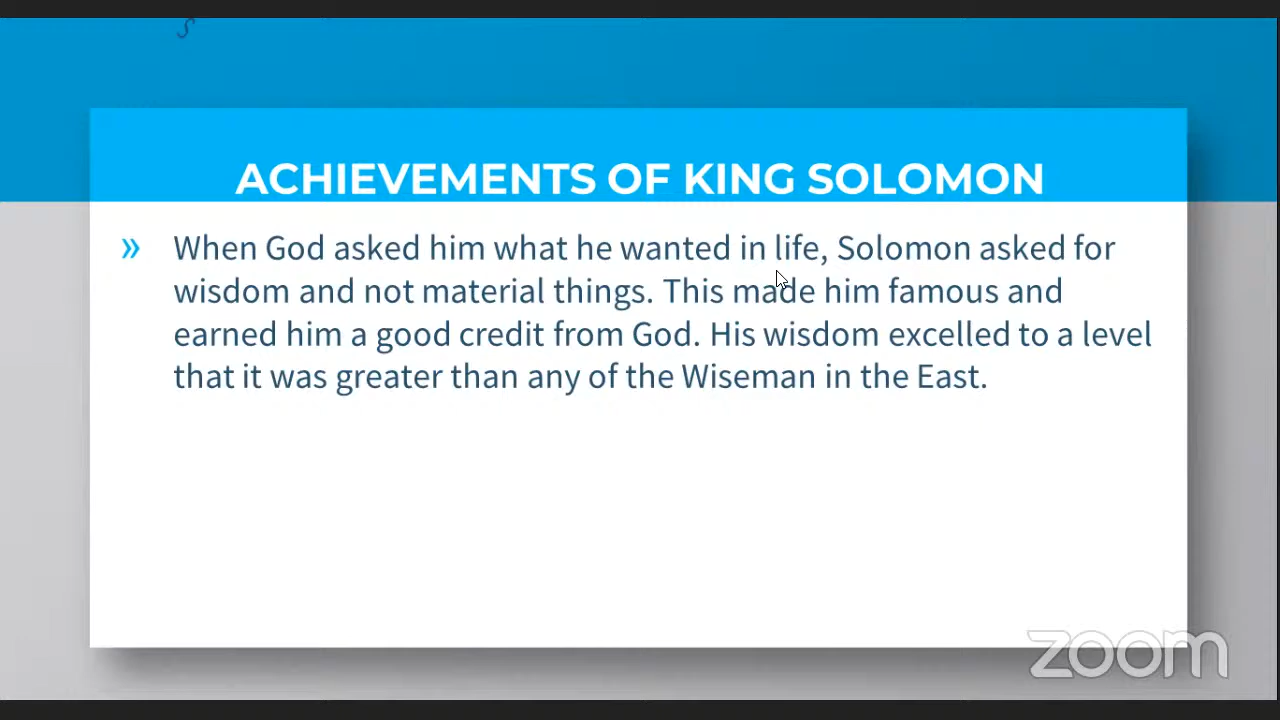 ACHIEVEMENTS OF KING SOLOMON
» When God asked him what he wanted in life, Solomon asked for
wisdom and not material things. This made him famous and
earned him a good credit from God. His wisdom excelled to a level
that it was greater than any of the Wiseman in the East.
zoom